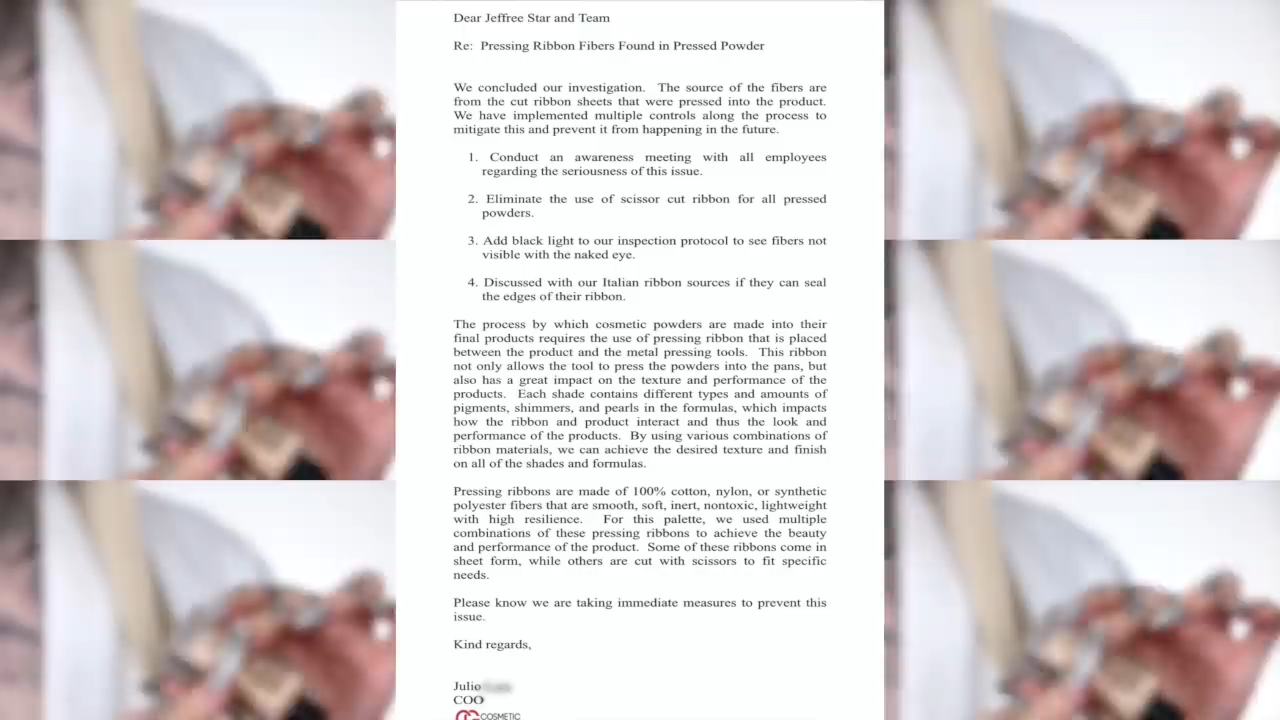 Dear Jeffree Star and Team
Re: Pressing Ribbon Fibers Found in Pressed Powder
We concluded our investigation. The source of the fibers are
from the cut ribbon sheets that were pressed into the product.
We have implemented multiple controls along the process to
mitigate this and prevent it from happening in the future.
1. Conduct an awareness meeting with all employees
regarding the seriousness of this issue.
2. Eliminate the use of scissor cut ribbon for all pressed
powders.
3. Add black light to our inspection protocol to see fibers not
visible with the naked eye.
4. Discussed with our Italian ribbon sources if they can seal
the edges of their ribbon.
The process by which cosmetic powders are made into their
final products requires the use of pressing ribbon that is placed
between the product and the metal pressing tools. This ribbon
not only allows the tool to press the powders into the pans, but
also has a great impact on the texture and performance of the
products. Each shade contains different types and amounts of
pigments, shimmers, and pearls in the formulas, which impacts
how the ribbon and product interact and thus the look and
performance of the products. By using various combinations of
ribbon materials, we can achieve the desired texture and finish
on all of the shades and formulas.
Pressing ribbons are made of 100% cotton, nylon, or synthetic
polyester fibers that are smooth, soft, inert, nontoxic, lightweight
with high resilience. For this palette, we used multiple
combinations of these pressing ribbons to achieve the beauty
and performance of the product. Some of these ribbons come in
sheet form, while others are cut with scissors to fit specific
needs.
Please know we are taking immediate measures to prevent this
issue.
Kind regards,
Julie
COO
COSMETIC